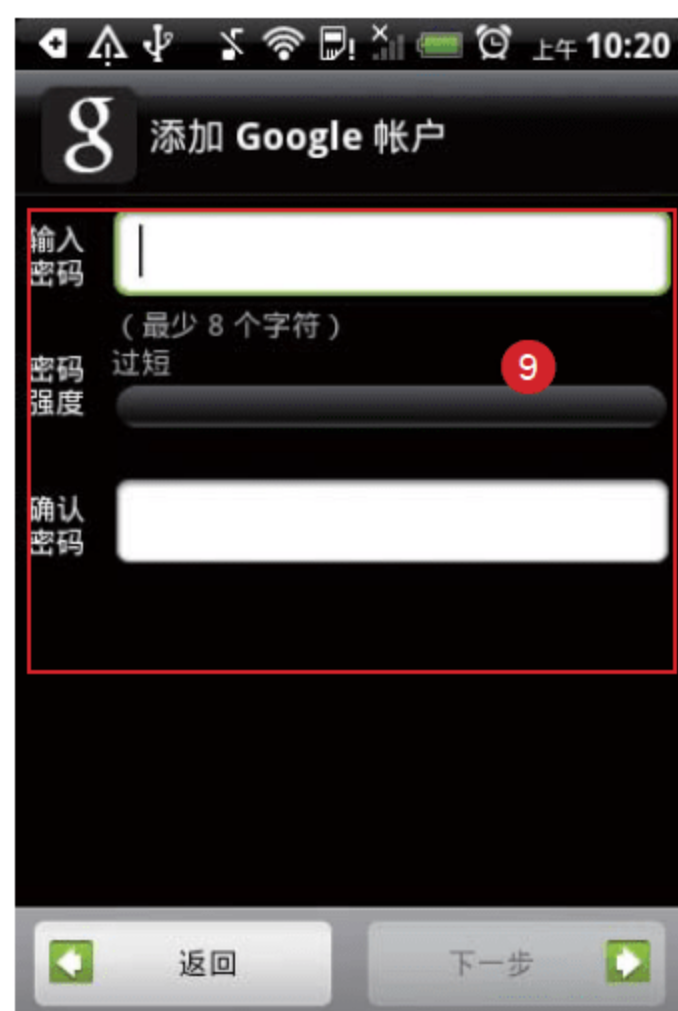 上午 10:20
g 添加 Google 帐户
输入
密码
(最少 8 个字符)
过短
9
密码
强度
确认
密码
返回
下一步